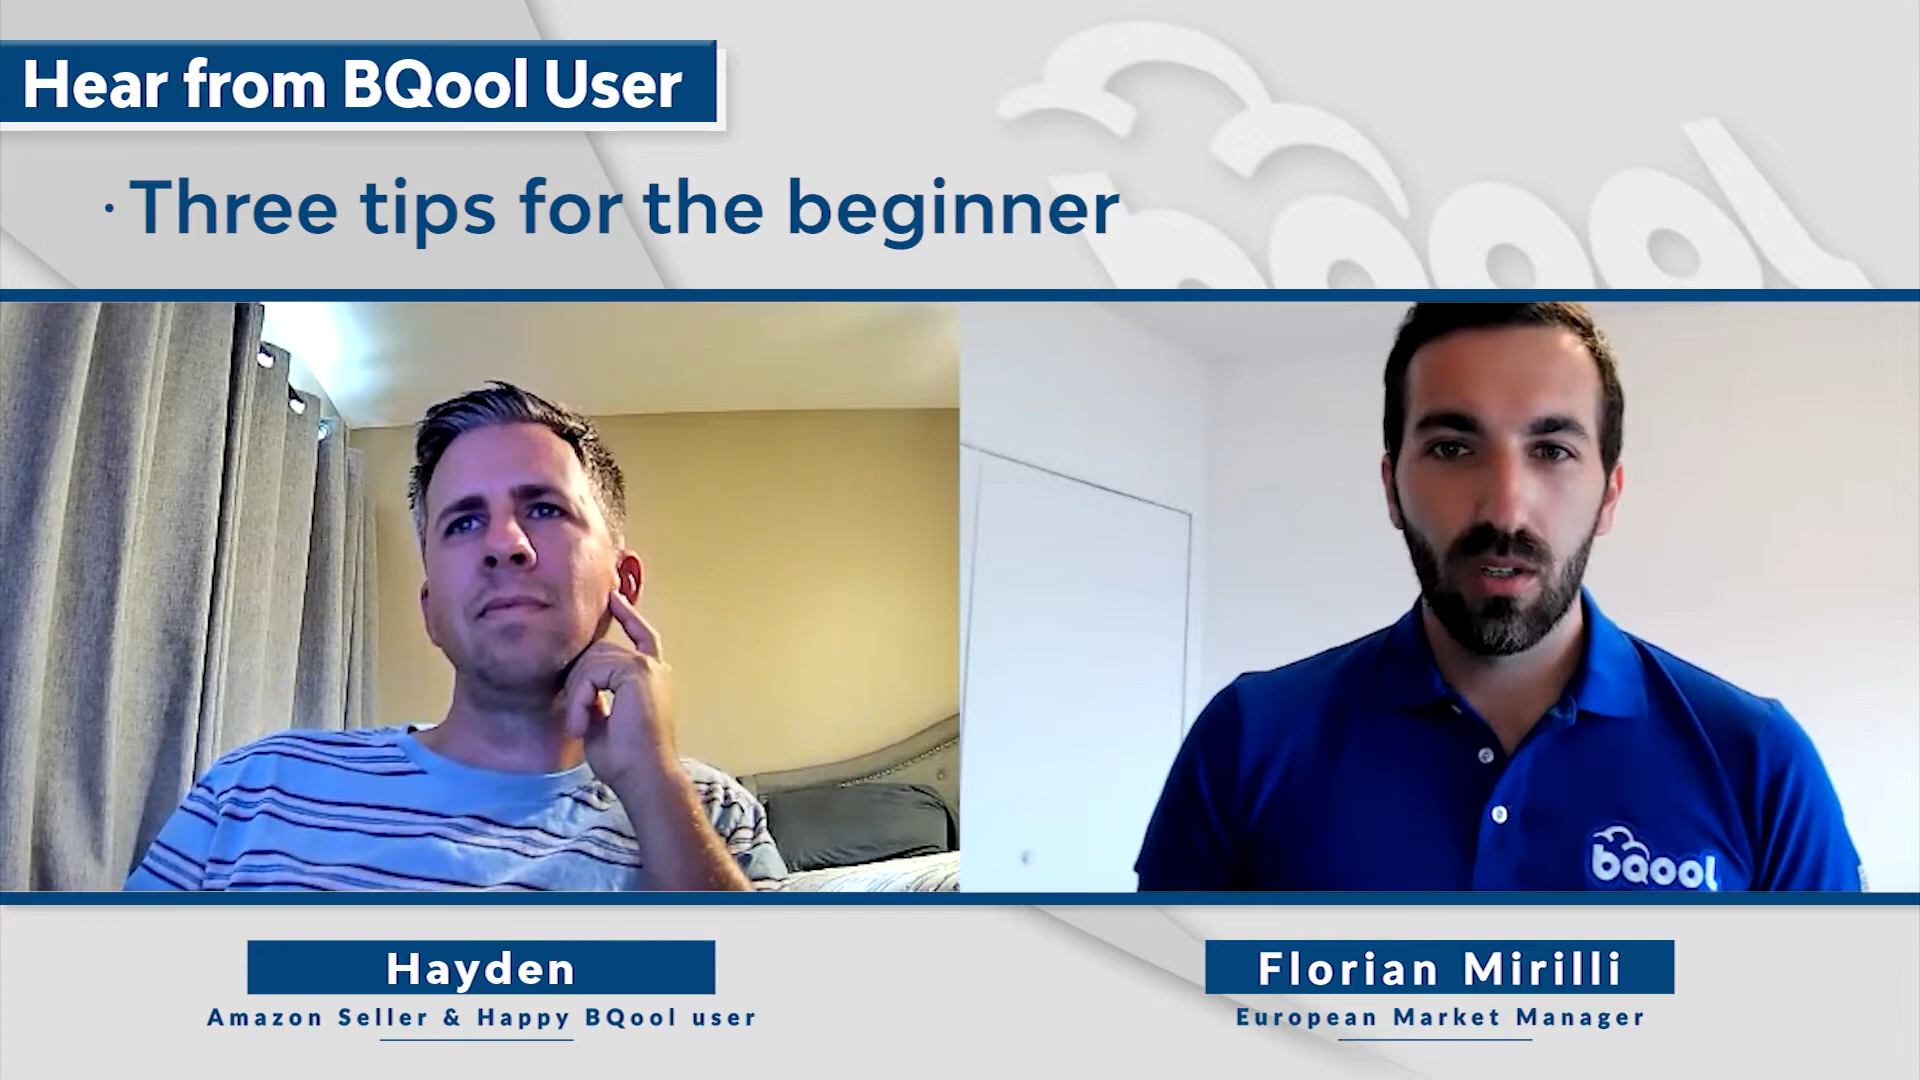 Hear from BQool User
· Three tips for the beginner
bqool
bqool
Hayden
Amazon Seller & Happy BQool user
Florian Mirilli
European Market Manager